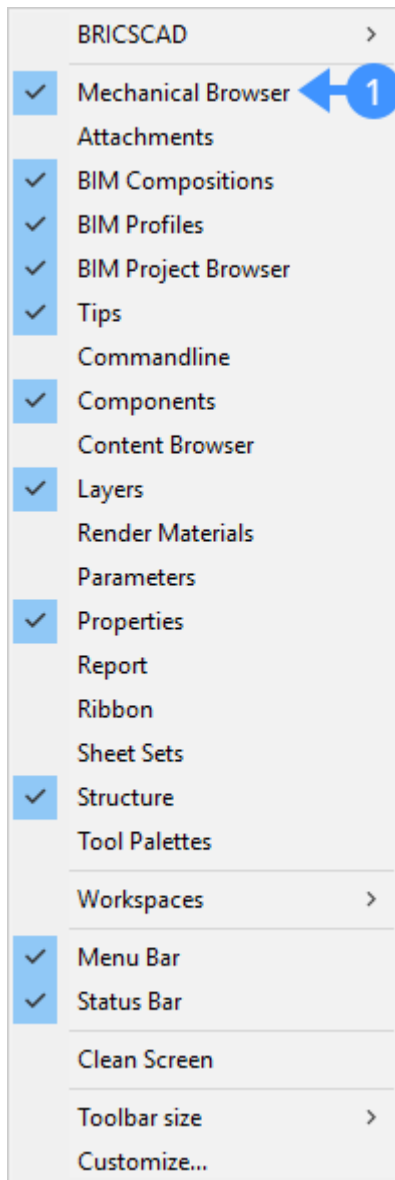 BRICSCAD
Mechanical Browser 1
Attachments
BIM Compositions
BIM Profiles
BIM Project Browser
Tips
Commandline
Components
Content Browser
Layers
Render Materials
Parameters
Properties
Report
Ribbon
Sheet Sets
Structure
Tool Palettes
Workspaces
Menu Bar
Status Bar
Clean Screen
Toolbar size
Customize...